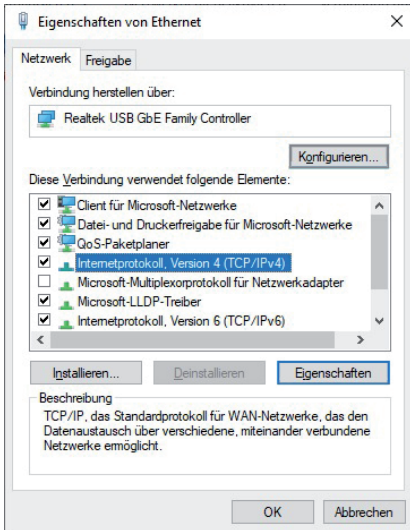 Eigenschaften von Ethernet
Netzwerk Freigabe
Verbindung herstellen über:
Realtek USB GbE Family Controller
Konfigurieren...
Diese Verbindung verwendet folgende Elemente:
Client für Microsoft-Netzwerke
Datei- und Druckerfreigabe für Microsoft-Netzwerke
QoS-Paketplaner
Internetprotokoll, Version 4 (TCP/IPv4)
Microsoft-Multiplexorprotokoll für Netzwerkadapter
Microsoft-LLDP-Treiber
Internetprotokoll, Version 6 (TCP/IPv6)
Installieren... Deinstallieren Eigenschaften
Beschreibung
TCP/IP, das Standardprotokoll für WAN-Netzwerke, das den
Datenaustausch über verschiedene, miteinander verbundene
Netzwerke ermöglicht.
OK Abbrechen